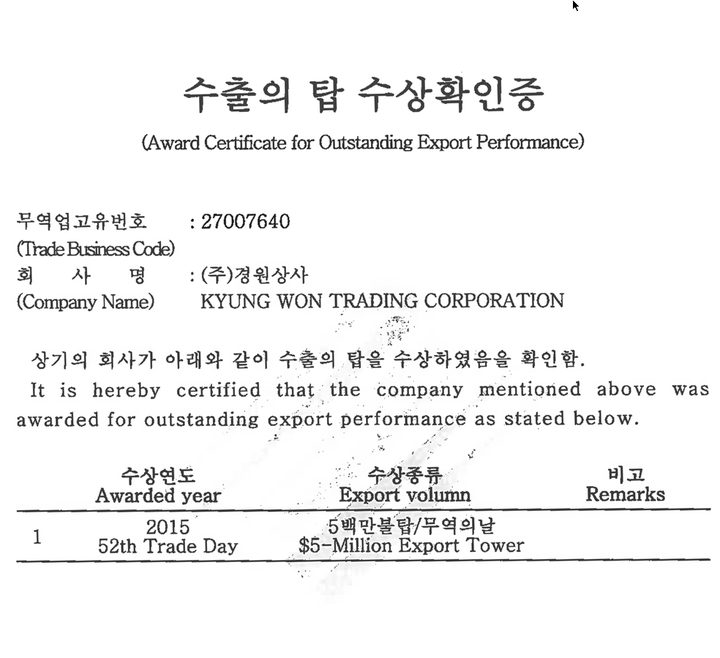 수출의 탑 수상확인증
(Award Certificate for Outstanding Export Performance)
무역업고유번호 : 27007640
(Trade Business Code)
회 사 명 : (주)경원상사
(Company Name) KYUNG WON TRADING CORPORATION
상기의 회사가 아래와 같이 수출의 탑을 수상하였음을 확인함.
It is hereby certified that the company mentioned above was
awarded for outstanding export performance as stated below.
수상연도 수상종류 비고
Awarded year Export volumn Remarks
1 2015 5백만불탑/무역의날
52th Trade Day $5-Million Export Tower